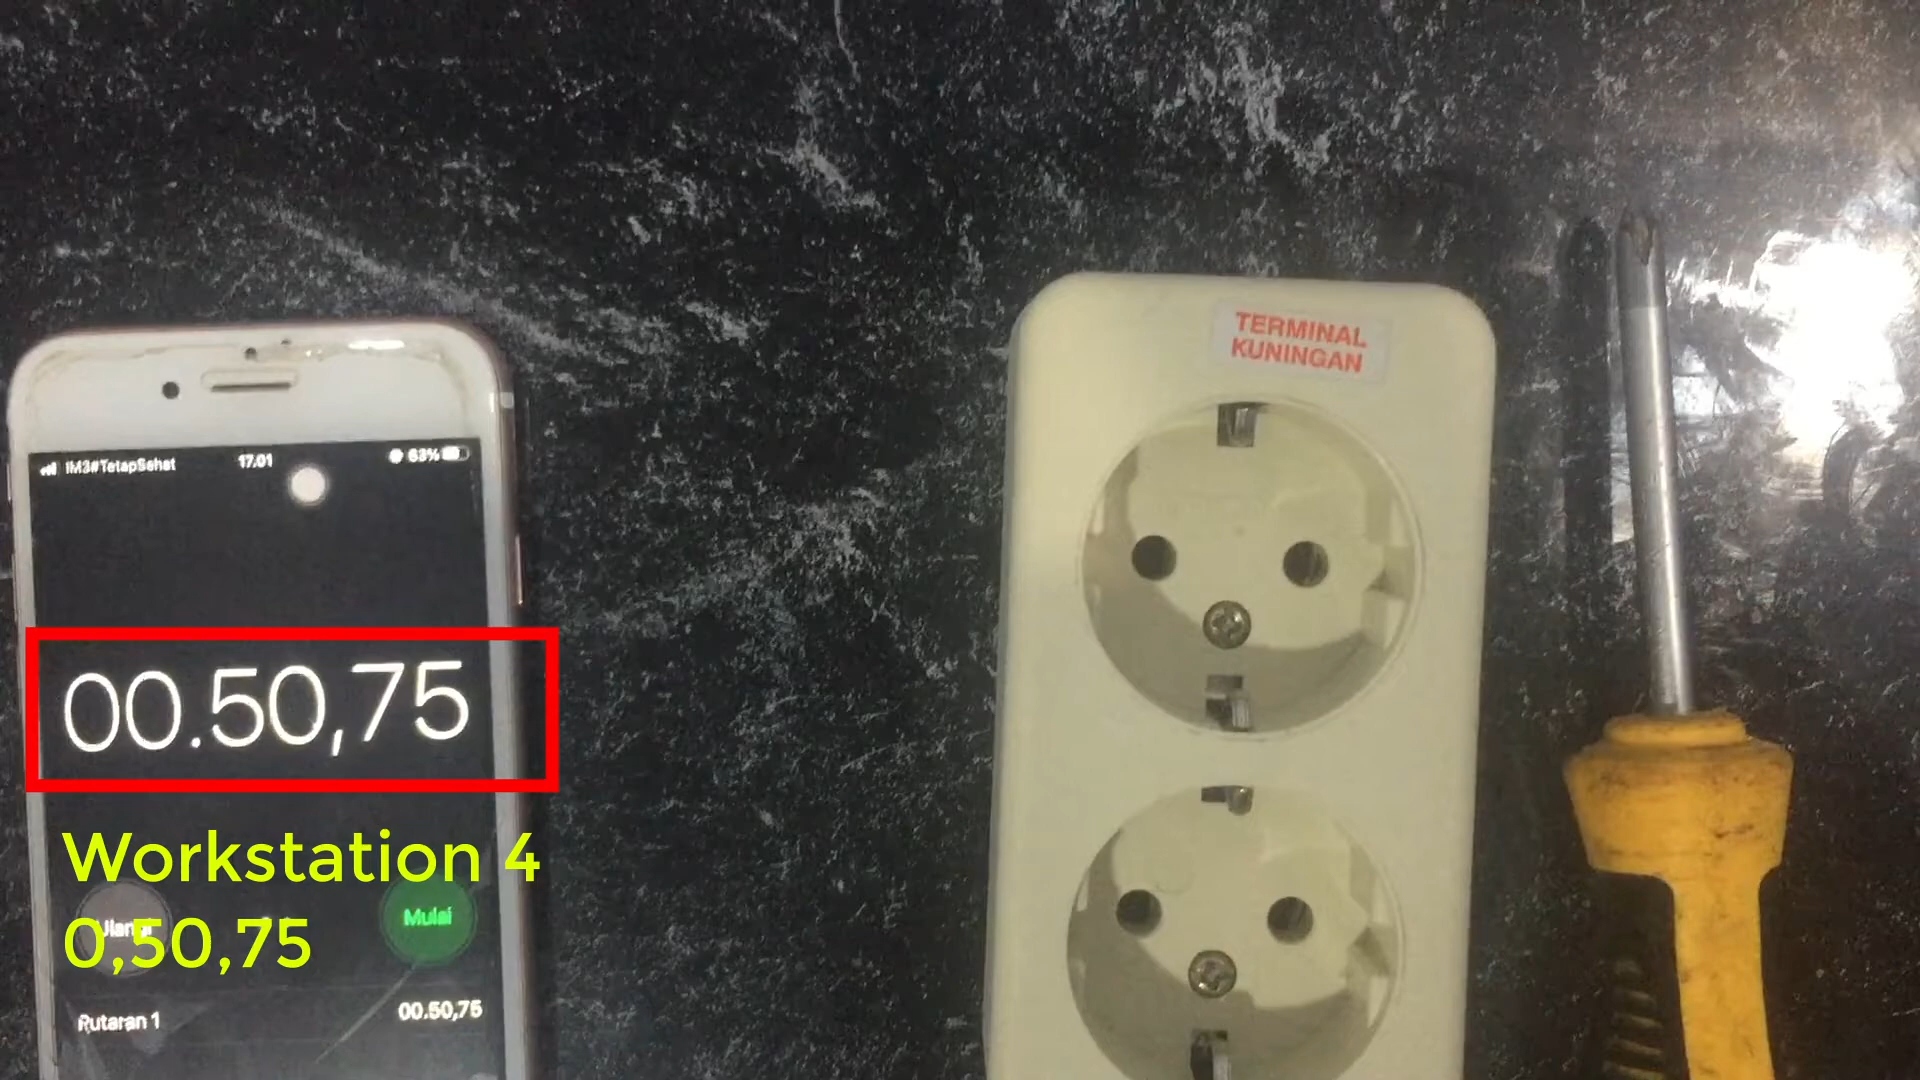 TERMINAL
KUNINGAN
IM3#TetapSehat 17.01 63%
00.50,75
Workstation 4
Mulai
0,50,75
Putaran 1 00.50,75